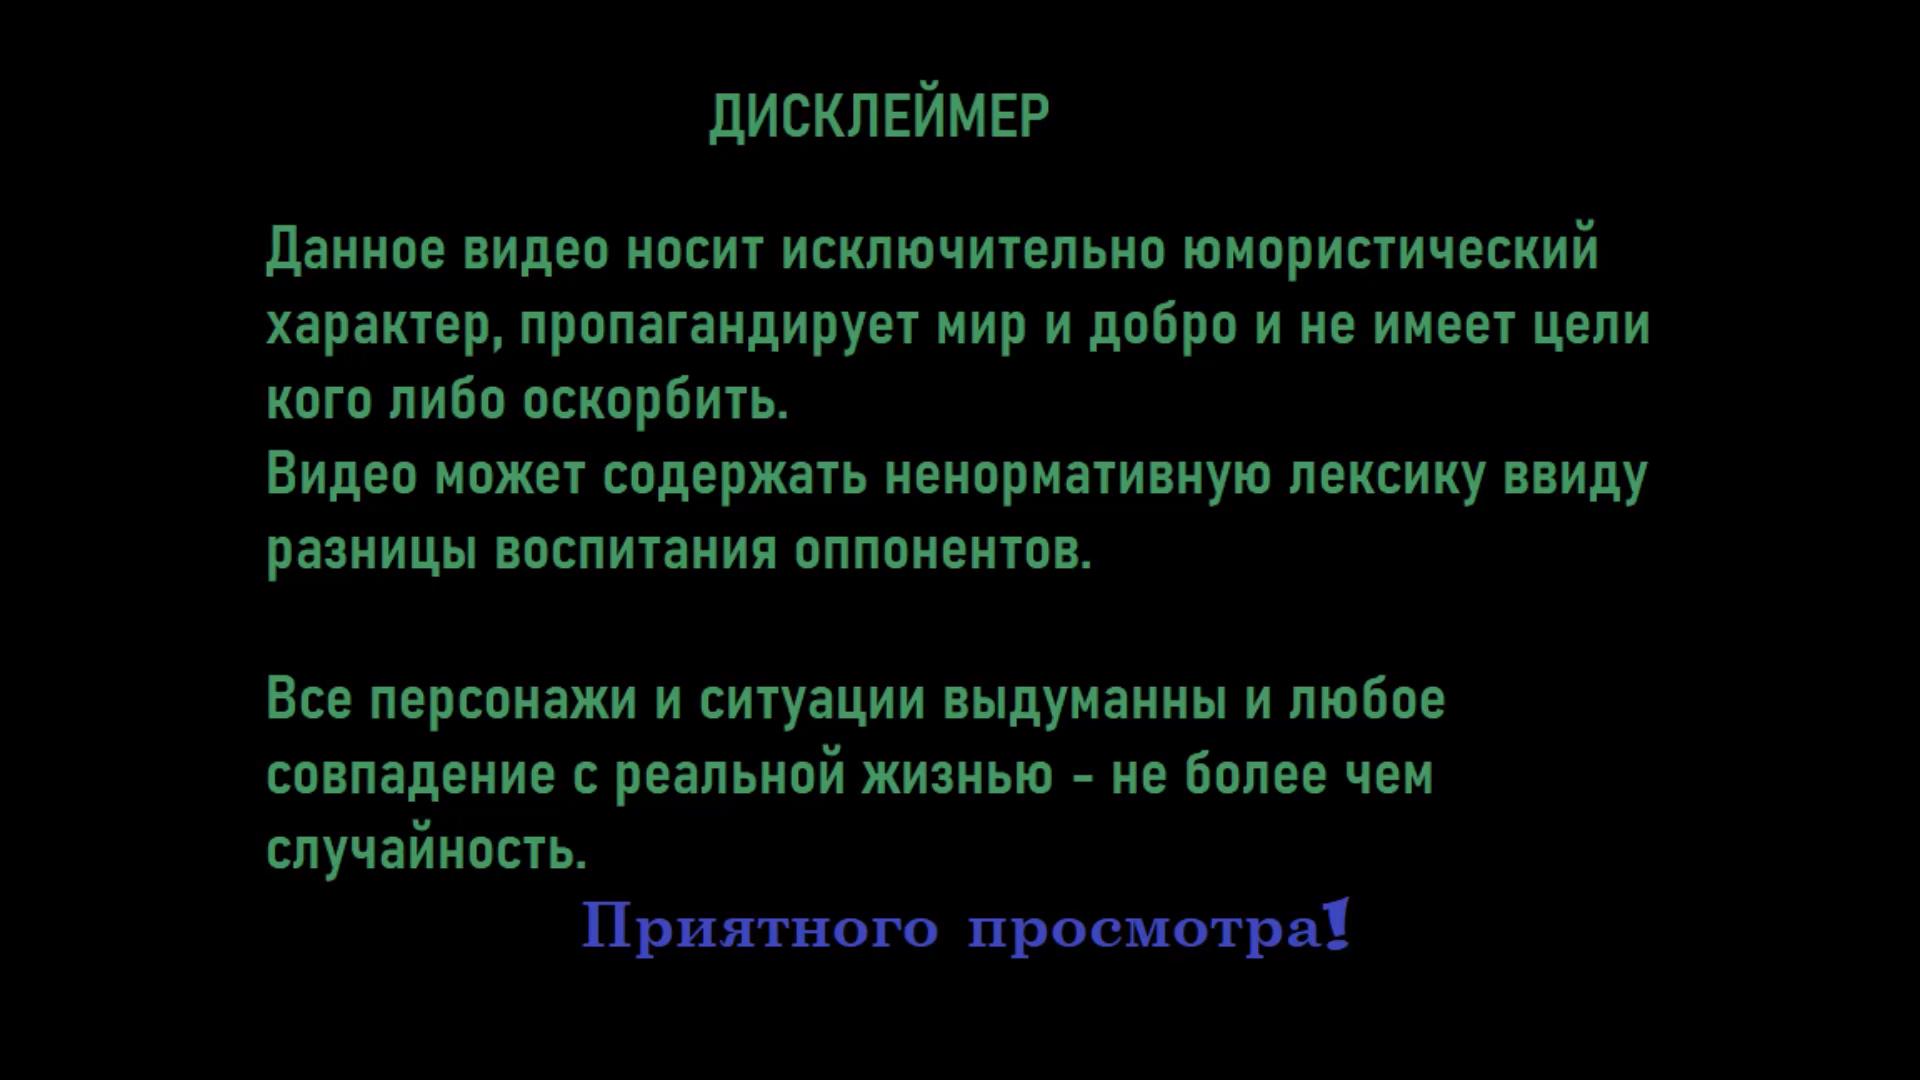 ДИСКЛЕЙМЕР
Данное видео носит исключительно юмористический
характер, пропагандирует мир и добро и не имеет цели
кого либо оскорбить.
Видео может содержать ненормативную лексику ввиду
разницы воспитания оппонентов.
Все персонажи и ситуации выдуманны и любое
совпадение с реальной жизнью - не более чем
случайность.
Приятного просмотра!